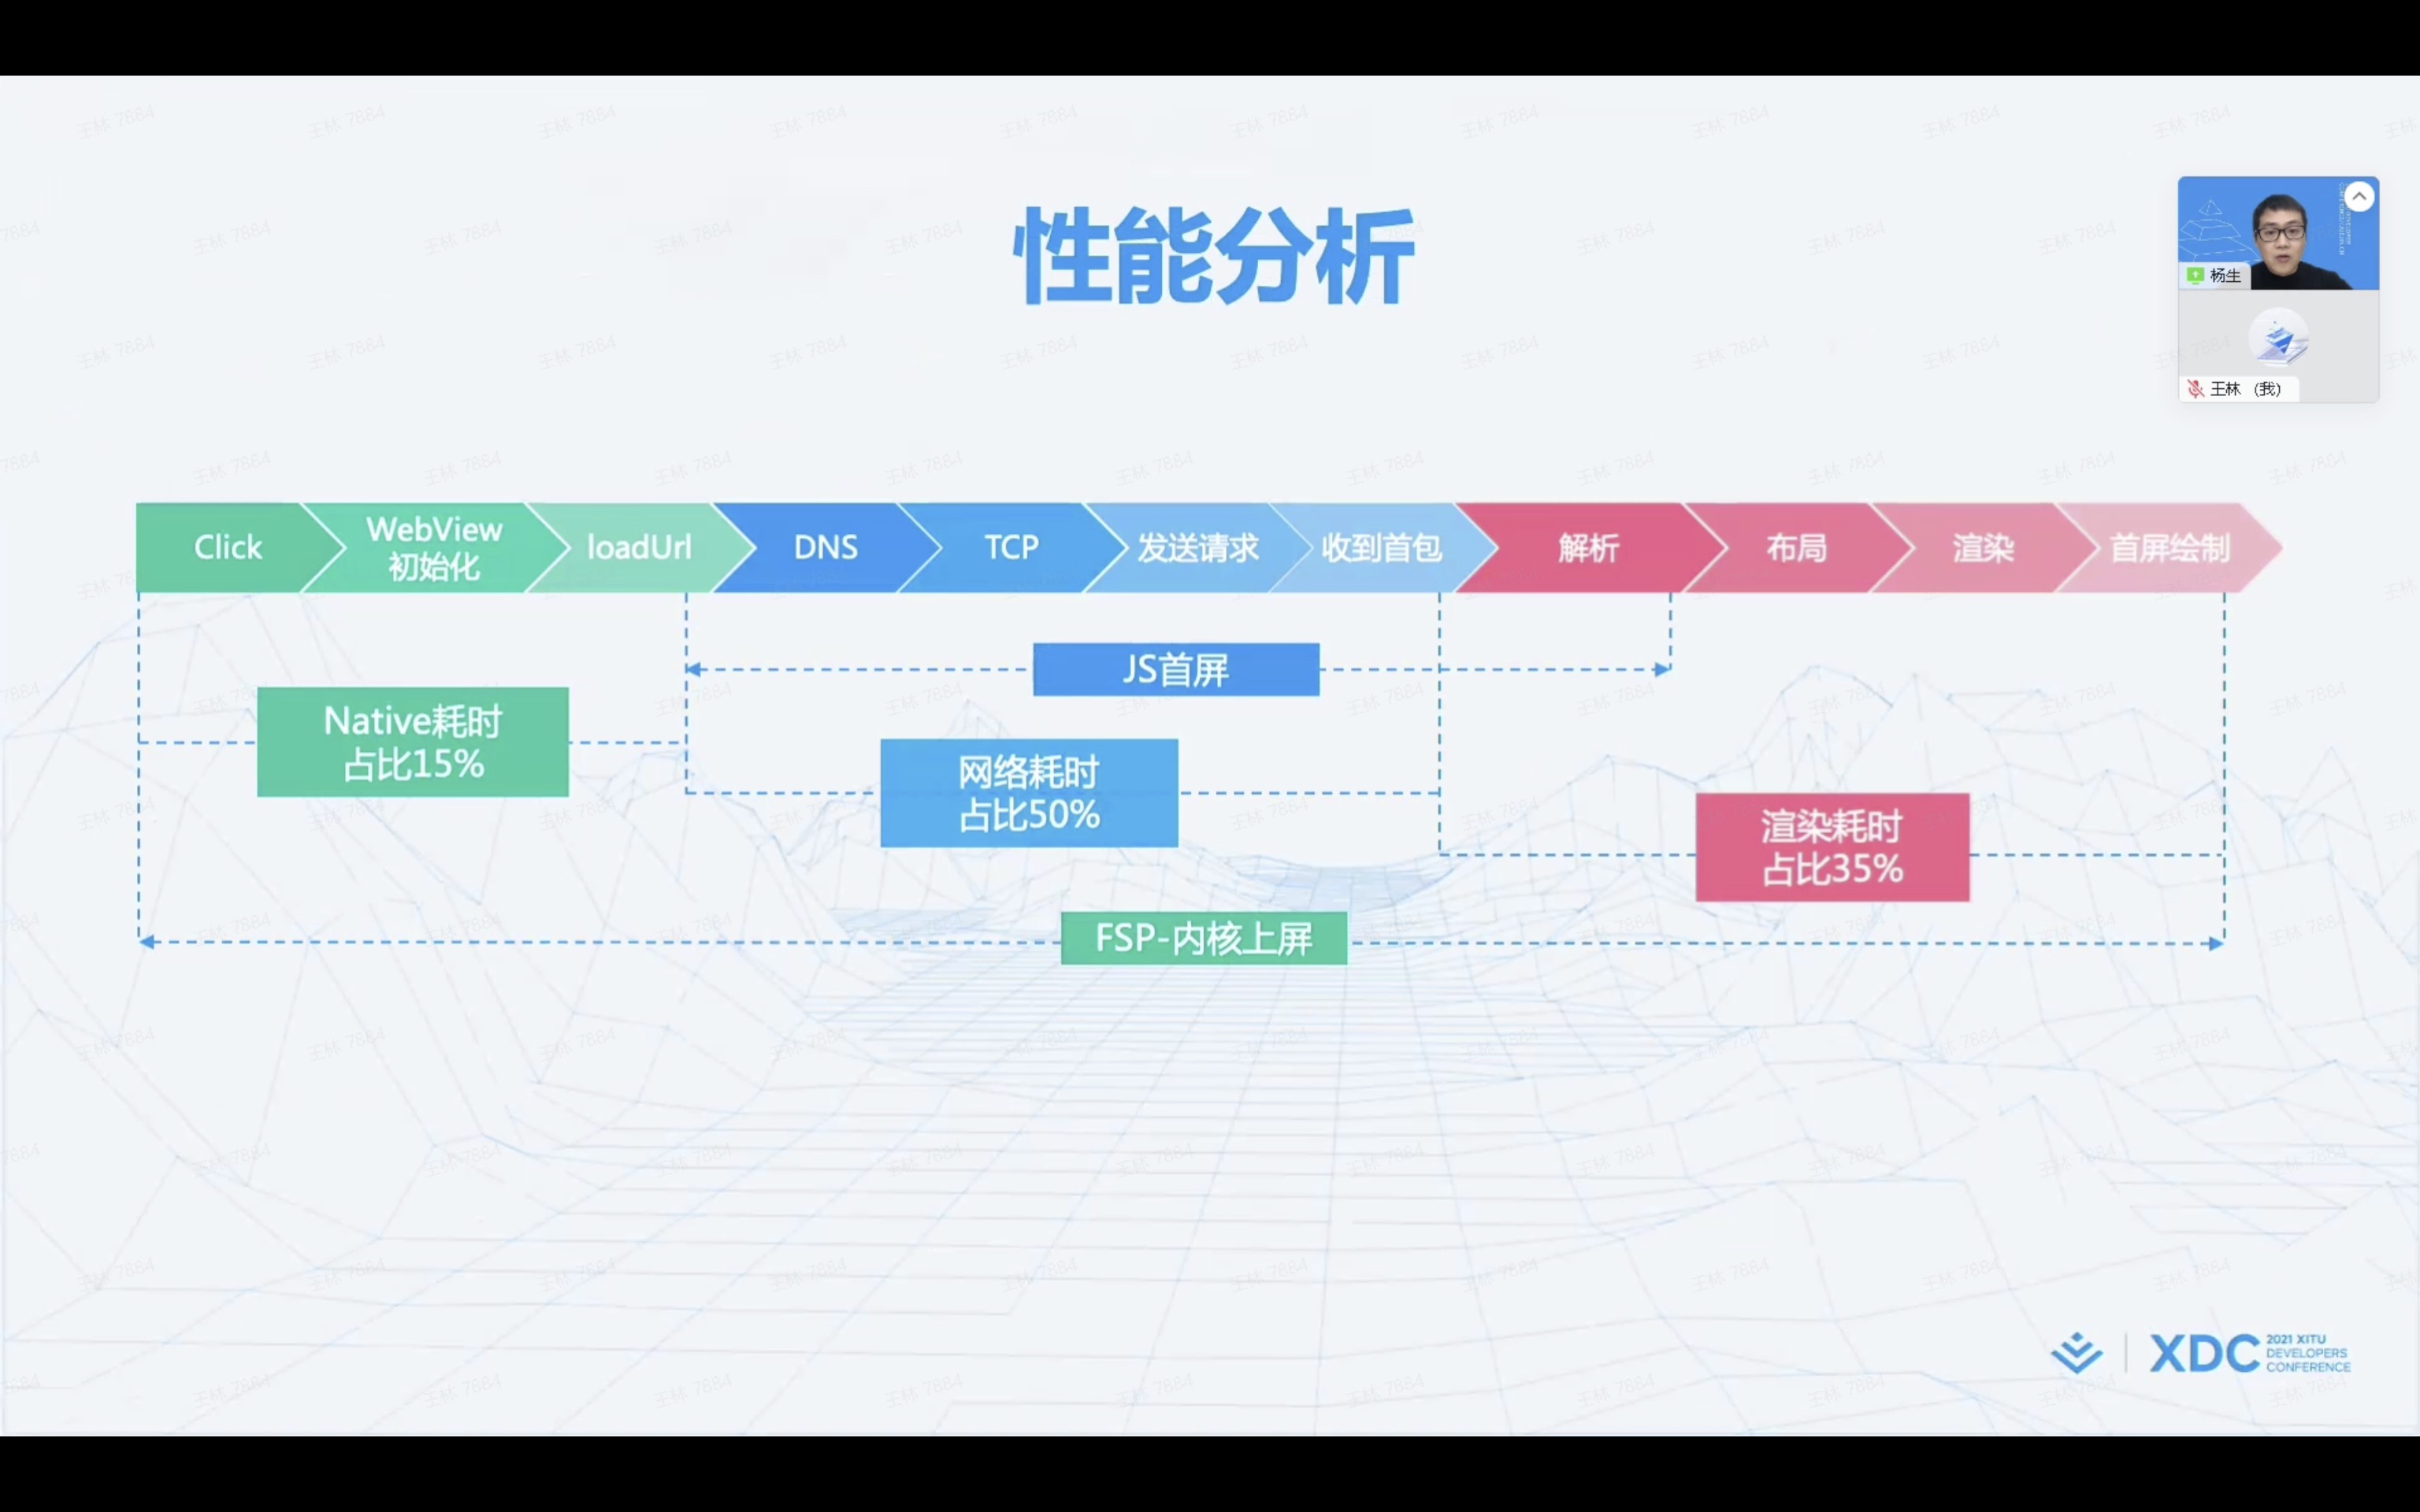 性能分析
杨生
王林 (我)
Click
WebView
初始化
loadUrl
DNS
TCP
发送请求
收到首包
解析
布局
渲染
首屏绘制
JS首屏
Native耗时
占比15%
网络耗时
占比50%
渲染耗时
占比35%
FSP-内核上屏
XDC
2021 XITU
DEVELOPERS
CONFERENCE
王林 7884